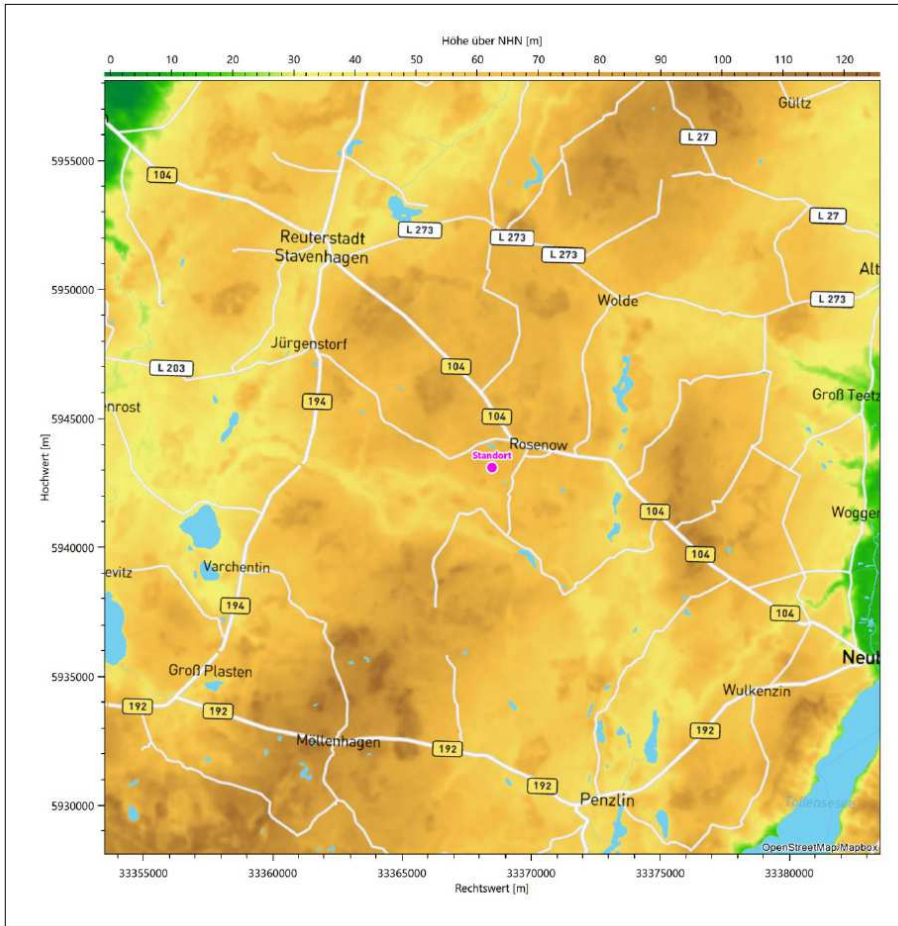 Höhe über NHN [m]
0 10 20 30 40 50 60 70 80 90 100 110 120
Gültz
L 27
5955000
104
L 27
Reuterstadt
Stavenhagen
L 273
L 273
L 273
Alt
5950000
Wolde
L 273
Jürgenstorf
L 203
104
Groß Teetz
enrost
194
5945000
104
Rosenow
Standort
Hochwert [m]
104
Wogger
5940000
104
Varchentin
evitz
194
104
Neub
5935000
Groß Plasten
Wulkenzin
192
192
192
Möllenhagen
192
192
5930000
Penzlin
Tollensesee
OpenStreetMap/Mapbox
33355000 33360000 33365000 33370000 33375000 33380000
Rechtswert [m]